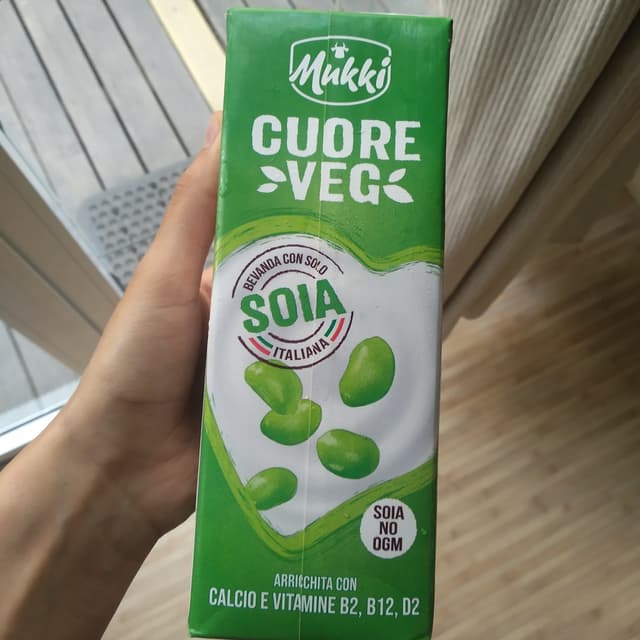 Mukki
CUORE
VEG
BEVANDA CON SOLO
SOIA
ITALIANA
SOIA
NO
OGM
ARRICCHITA CON
CALCIO E VITAMINE B2, B12, D2